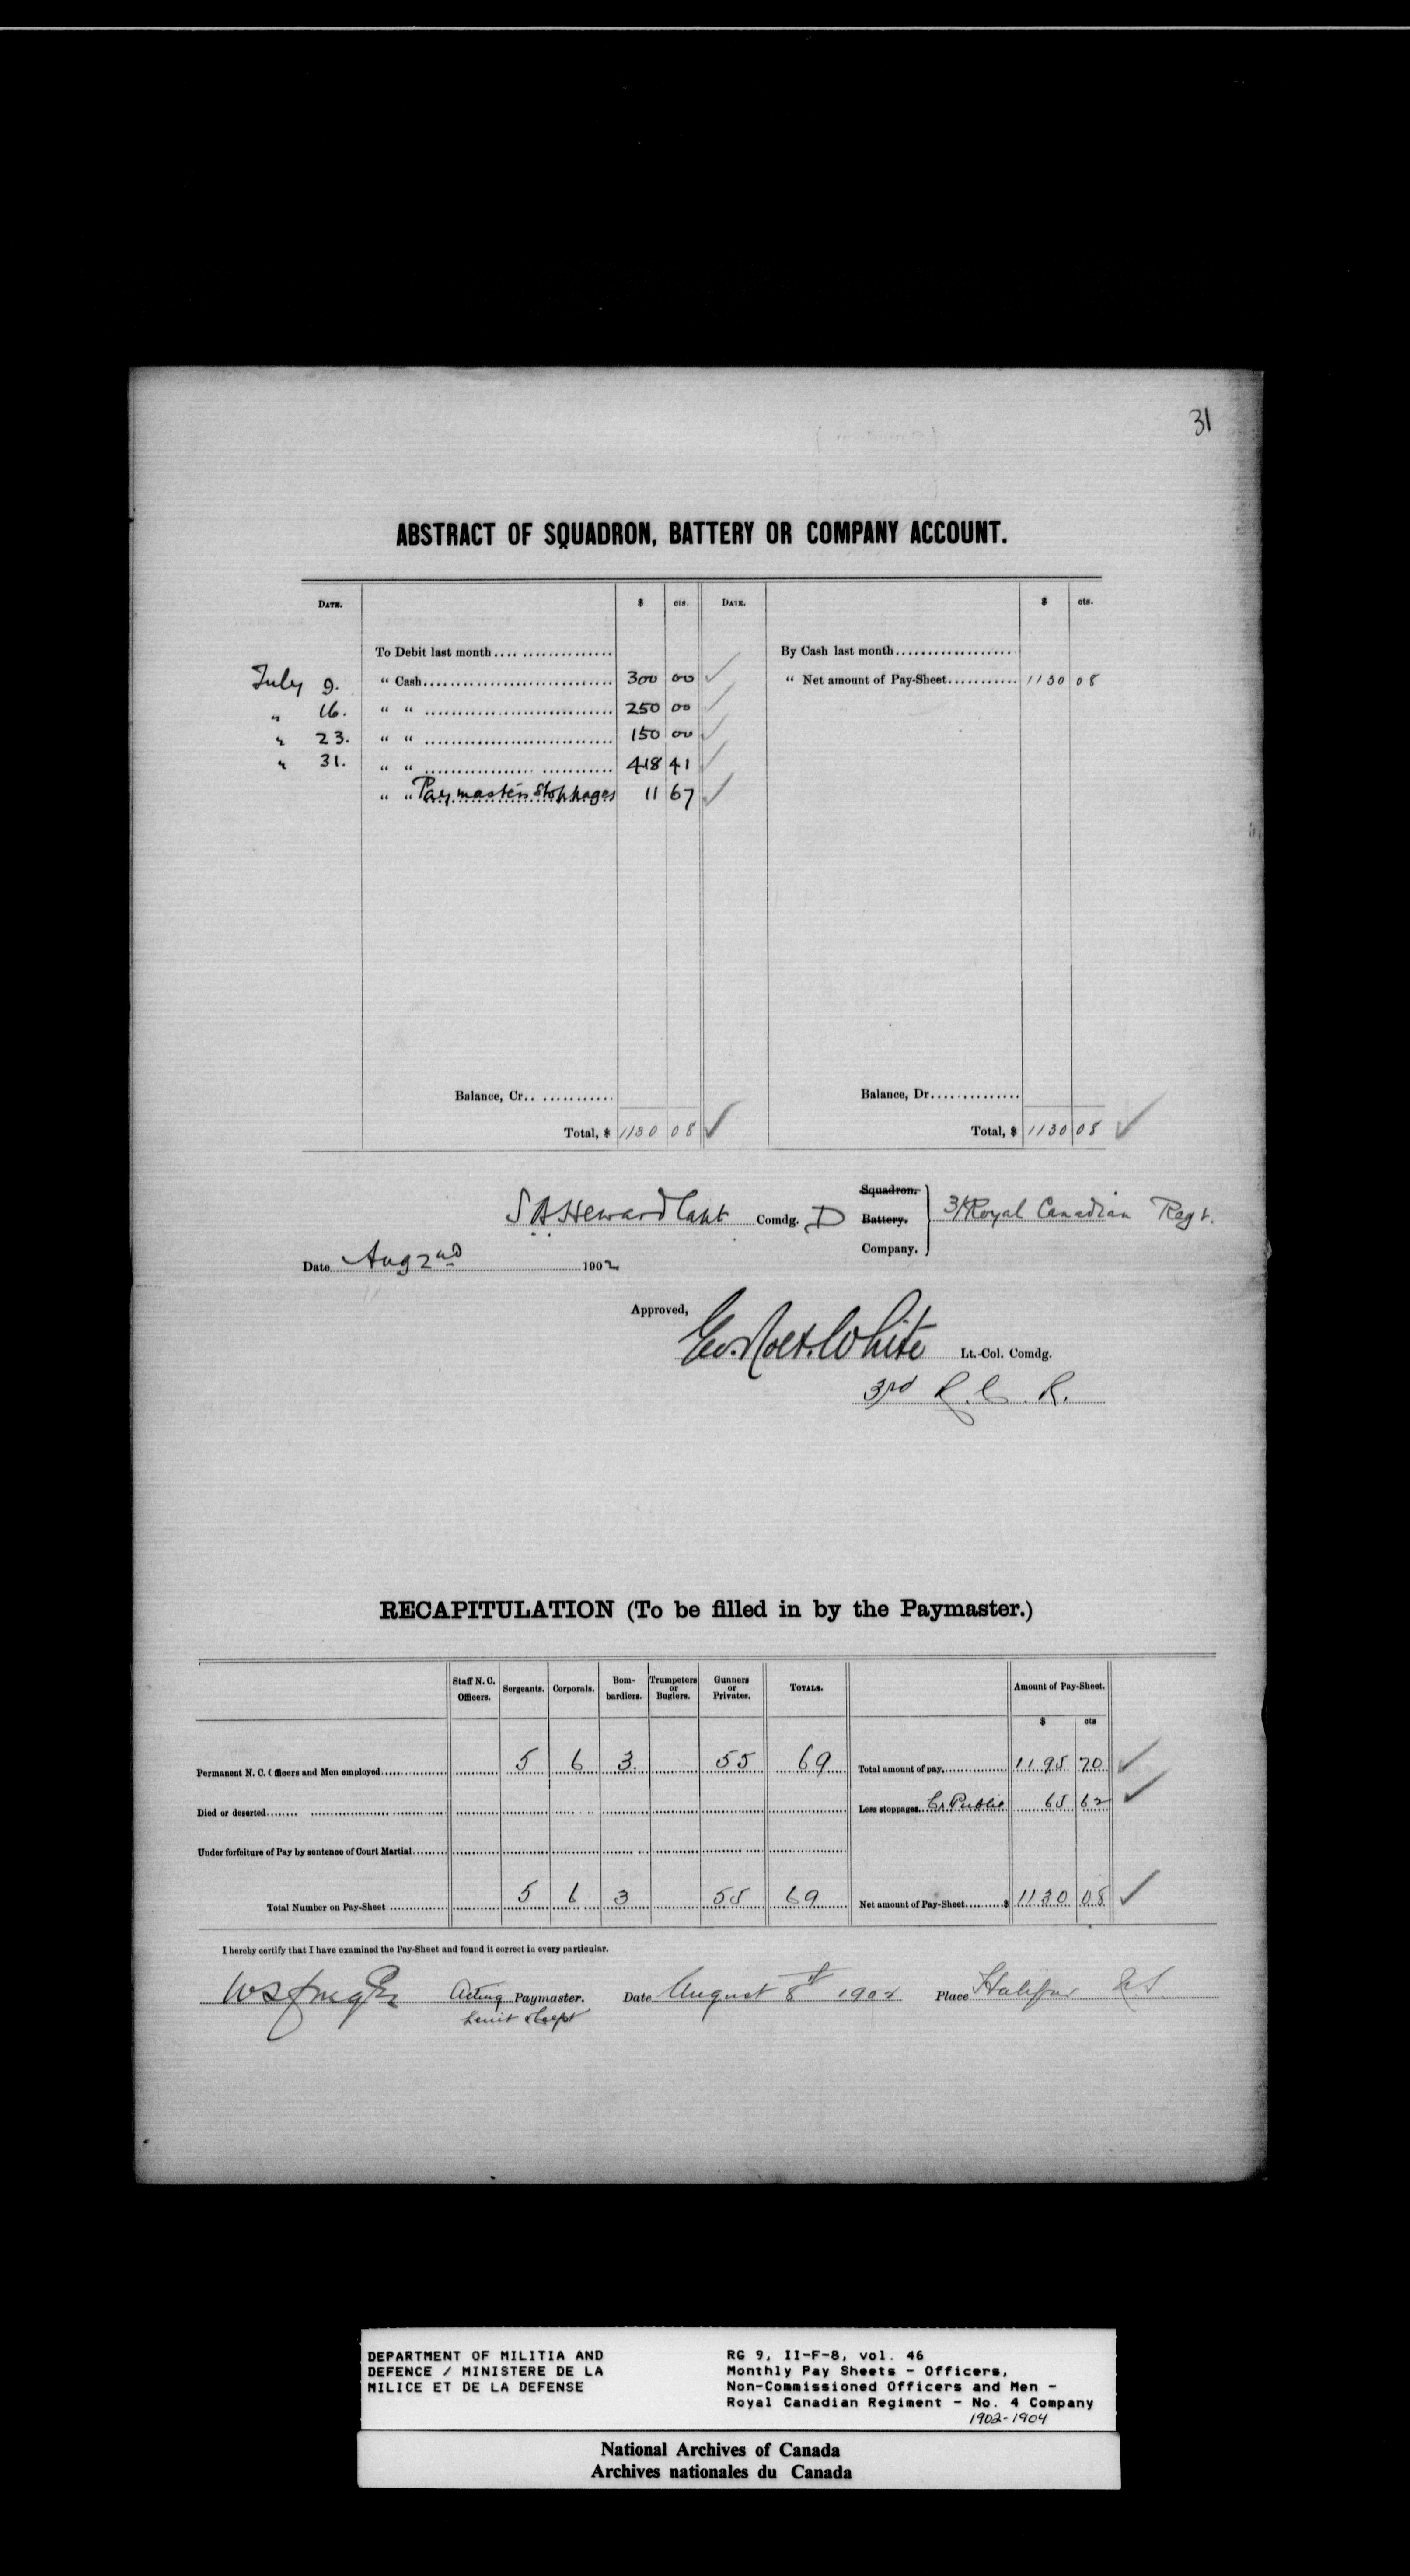 31
ABSTRACT OF SQUADRON, BATTERY OR COMPANY ACCOUNT.
DATE. $ cts. DATE. $ cts.
To Debit last month By Cash last month
July 9. " Cash 300 00 " Net amount of Pay-Sheet 1130 08
" 16. " " 250 00
" 23. " " 150 00
" 31. " " 418 41
" " Paymasters Stoppages 11 67
Balance, Cr. Balance, Dr.
Total, $ 1130 08 Total, $ 1130 08
S A Heward Capt Comdg. D Squadron. Battery. Company. 3rd Royal Canadian Regt.
Date Aug 2nd 1902
Approved,
Geo. Holt. White Lt.-Col. Comdg.
3rd R. C. R.
RECAPITULATION (To be filled in by the Paymaster.)
Staff N. C. Officers. Sergeants. Corporals. Bombardiers. Trumpeters or Buglers. Gunners or Privates. TOTALS. Amount of Pay-Sheet.
$ cts
Permanent N. C. Officers and Men employed 5 6 3. 55 69 Total amount of pay 1195 70
Died or deserted Less stoppages Cr Public 65 62
Under forfeiture of Pay by sentence of Court Martial
Total Number on Pay-Sheet 5 6 3 55 69 Net amount of Pay-Sheet $ 1130 08
I hereby certify that I have examined the Pay-Sheet and found it correct in every particular.
Acting Paymaster. Date August 8th 1902 Place Halifax N.S.
DEPARTMENT OF MILITIA AND
DEFENCE / MINISTERE DE LA
MILICE ET DE LA DEFENSE
RG 9, II-F-8, vol. 46
Monthly Pay Sheets - Officers,
Non-Commissioned Officers and Men -
Royal Canadian Regiment - No. 4 Company
1902-1904
National Archives of Canada
Archives nationales du Canada